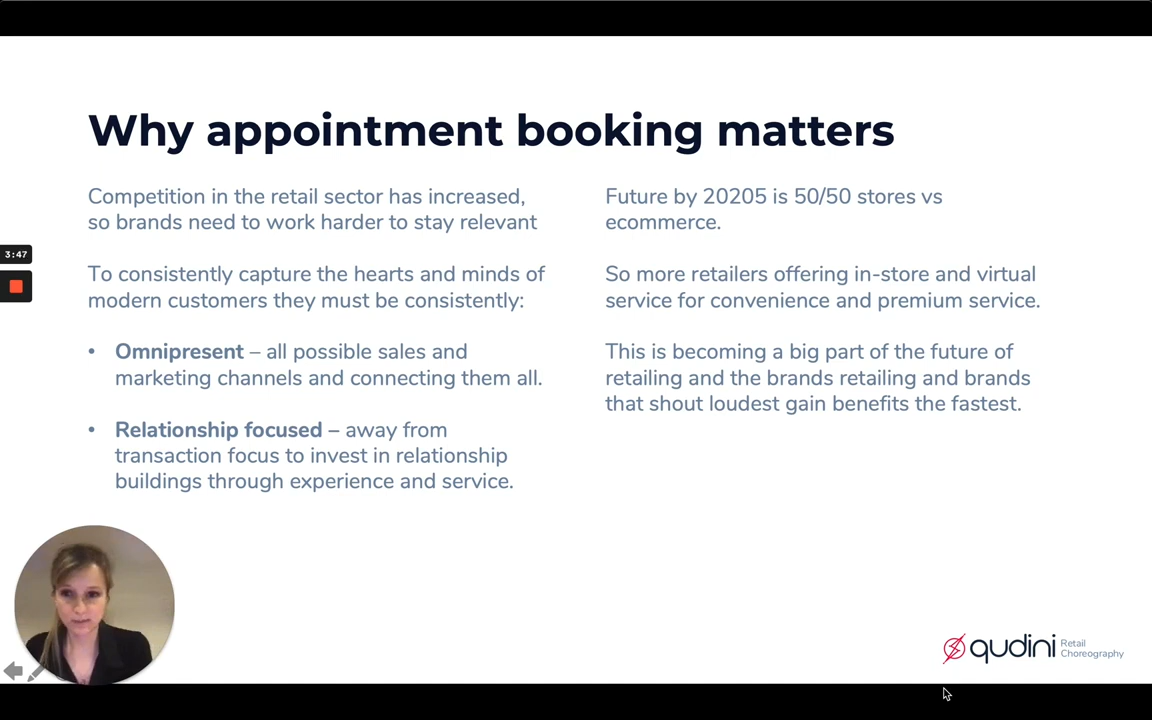 Why appointment booking matters
Competition in the retail sector has increased,
so brands need to work harder to stay relevant
To consistently capture the hearts and minds of
modern customers they must be consistently:
• Omnipresent – all possible sales and
marketing channels and connecting them all.
• Relationship focused – away from
transaction focus to invest in relationship
buildings through experience and service.
Future by 20205 is 50/50 stores vs
ecommerce.
So more retailers offering in-store and virtual
service for convenience and premium service.
This is becoming a big part of the future of
retailing and the brands retailing and brands
that shout loudest gain benefits the fastest.
3:47
qudini
Retail
Choreography